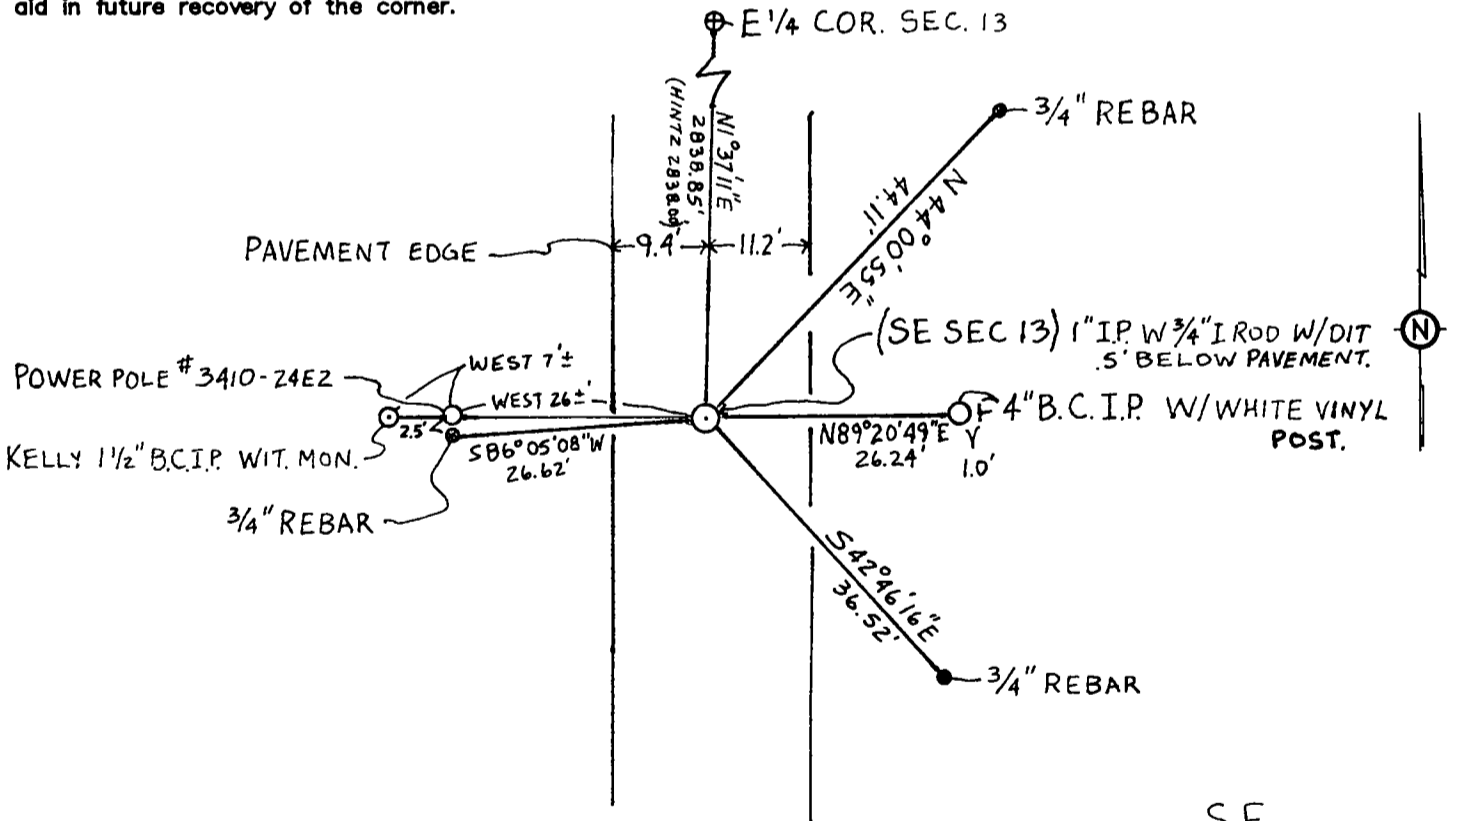 aid in future recovery of the corner.
E 1/4 COR. SEC. 13
3/4" REBAR
N1°37'11"E
2838.85'
(HINTZ 2838.00')
N 44°00'55"E
44.11'
PAVEMENT EDGE
9.4'
11.2'
(SE SEC 13) 1" I.P. W 3/4" I ROD W/DIT
.5' BELOW PAVEMENT.
N
POWER POLE # 3410-24E2
WEST 7'±
WEST 26±'
2.5'
KELLY 1 1/2" B.C.I.P. WIT. MON.
S86°05'08"W
26.62'
3/4" REBAR
N89°20'49"E
26.24'
4" B.C.I.P. W/WHITE VINYL
POST.
1.0'
S42°46'16"E
36.52'
3/4" REBAR